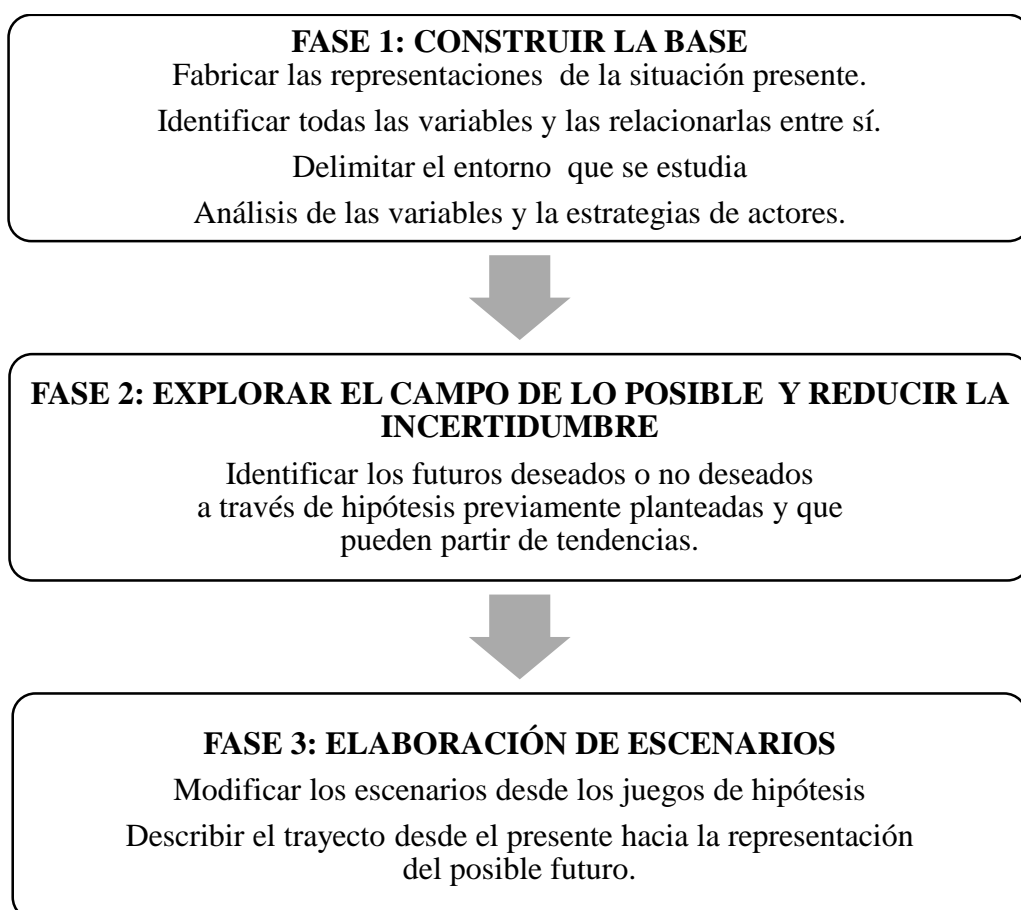 FASE 1: CONSTRUIR LA BASE
Fabricar las representaciones de la situación presente.
Identificar todas las variables y las relacionarlas entre sí.
Delimitar el entorno que se estudia
Análisis de las variables y la estrategias de actores.
FASE 2: EXPLORAR EL CAMPO DE LO POSIBLE Y REDUCIR LA
INCERTIDUMBRE
Identificar los futuros deseados o no deseados
a través de hipótesis previamente planteadas y que
pueden partir de tendencias.
FASE 3: ELABORACIÓN DE ESCENARIOS
Modificar los escenarios desde los juegos de hipótesis
Describir el trayecto desde el presente hacia la representación
del posible futuro.